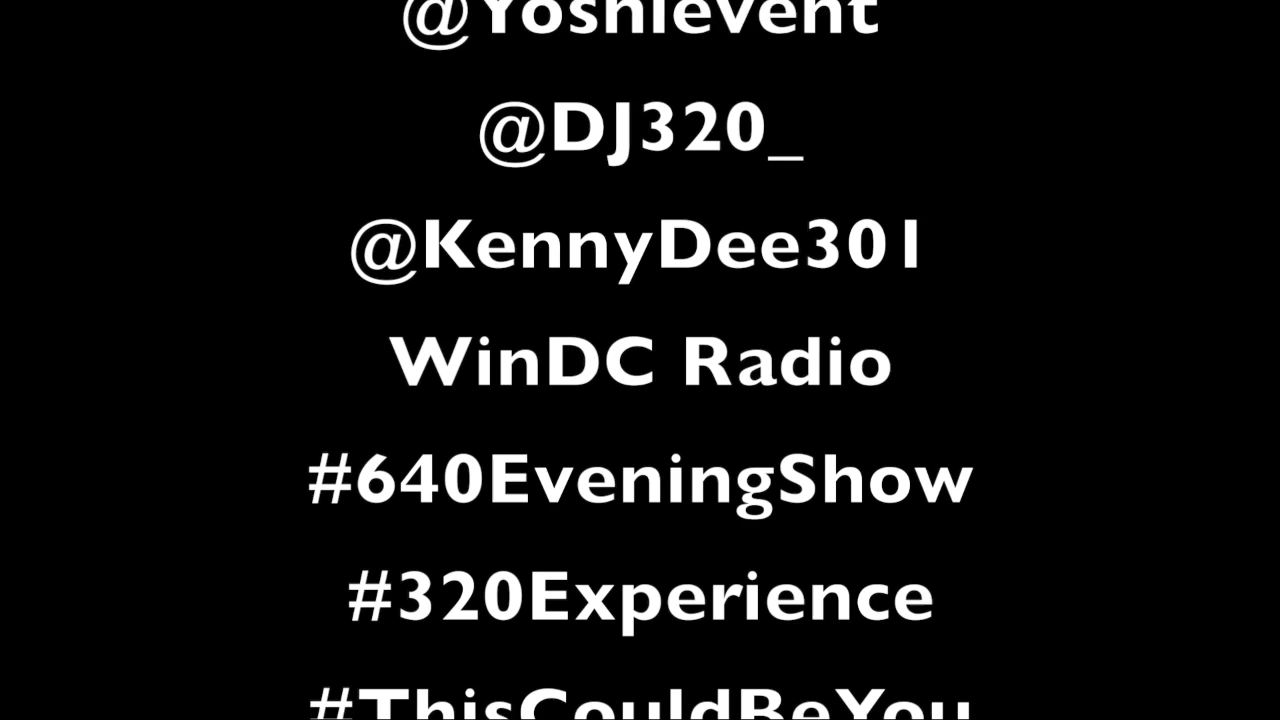 @Yoshievent
@DJ320_
@KennyDee301
WinDC Radio
#640EveningShow
#320Experience
#ThisCouldBeYou